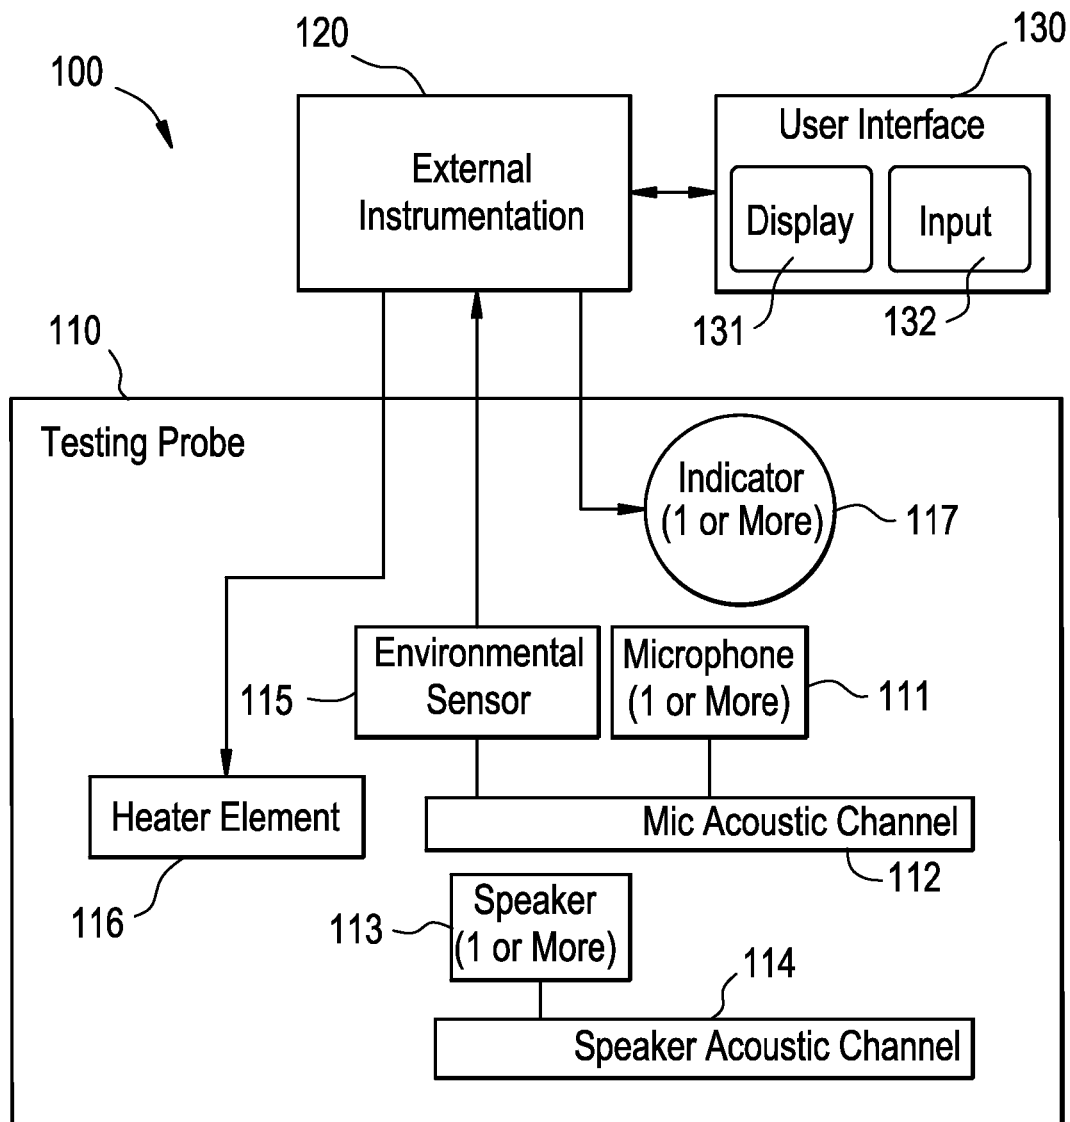 120
130
100
User Interface
External
Instrumentation
Display
Input
131
132
110
Testing Probe
Indicator
(1 or More)
117
Environmental
Sensor
Microphone
(1 or More)
115
111
Heater Element
Mic Acoustic Channel
112
116
Speaker
(1 or More)
113
114
Speaker Acoustic Channel